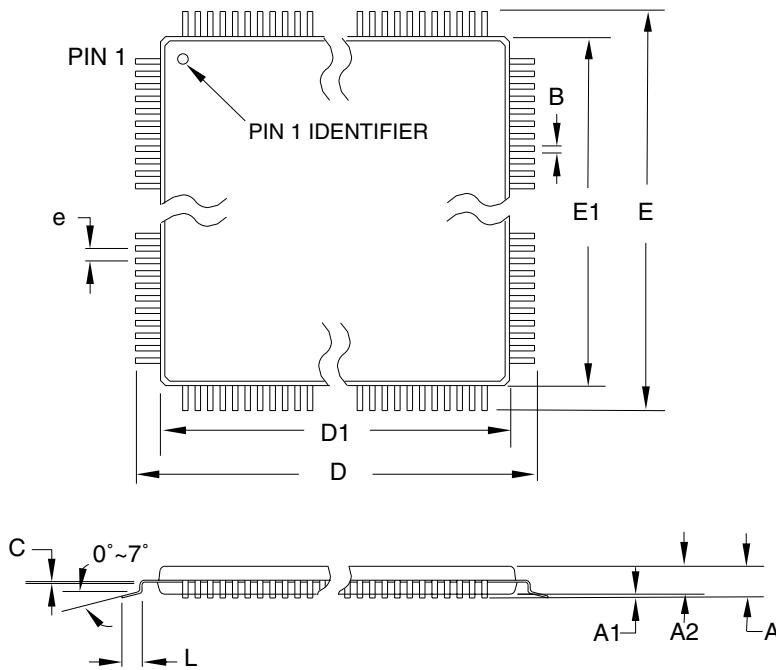 PIN 1
PIN 1 IDENTIFIER
B
e
E1
E
D1
D
C
0°~7°
L
A1
A2
A